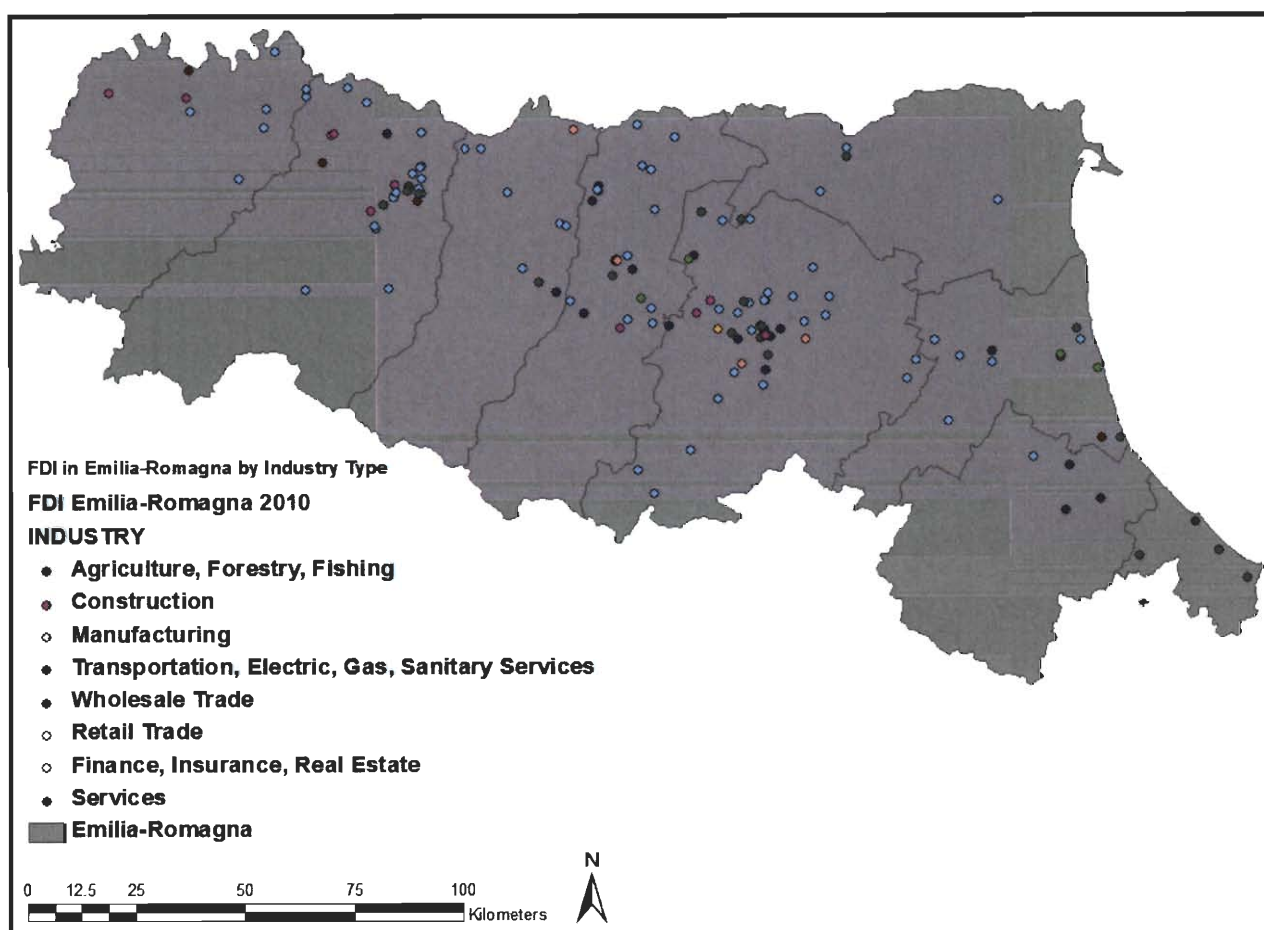 FDI in Emilia-Romagna by Industry Type
FDI Emilia-Romagna 2010
INDUSTRY
Agriculture, Forestry, Fishing
Construction
Manufacturing
Transportation, Electric, Gas, Sanitary Services
Wholesale Trade
Retail Trade
Finance, Insurance, Real Estate
Services
Emilia-Romagna
N
0 12.5 25 50 75 100
Kilometers